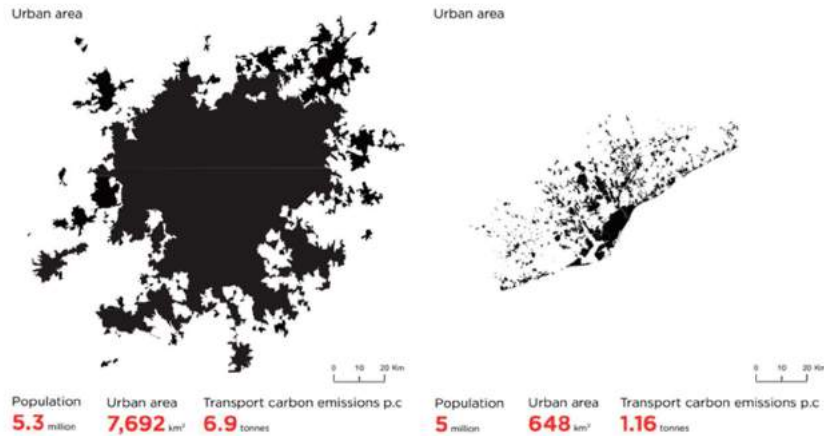 Urban area
Urban area
0 10 20 Km
0 10 20 Km
Population Urban area Transport carbon emissions p.c
5.3 million 7,692 km² 6.9 tonnes
Population Urban area Transport carbon emissions p.c
5 million 648 km² 1.16 tonnes